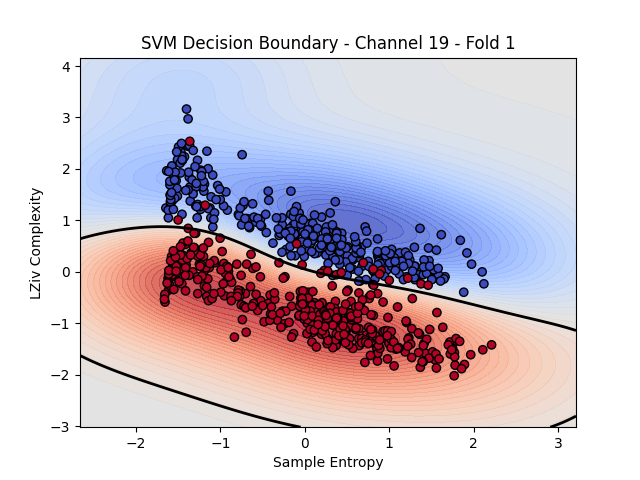 SVM Decision Boundary - Channel 19 - Fold 1
4
3
2
1
0
−1
−2
−3
LZiv Complexity
−2 −1 0 1 2 3
Sample Entropy